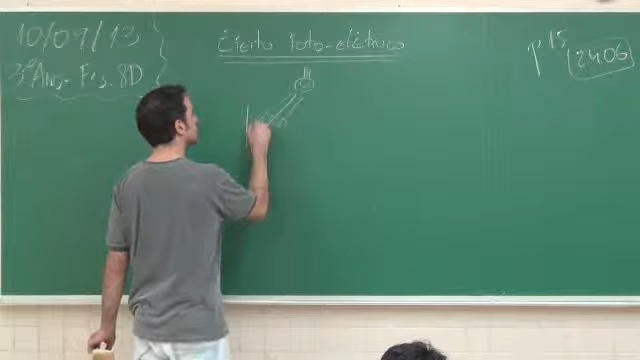 10/09/13
3º Ano - Fís. 8D
Efeito foto-elétrico
p/ 15
24.06